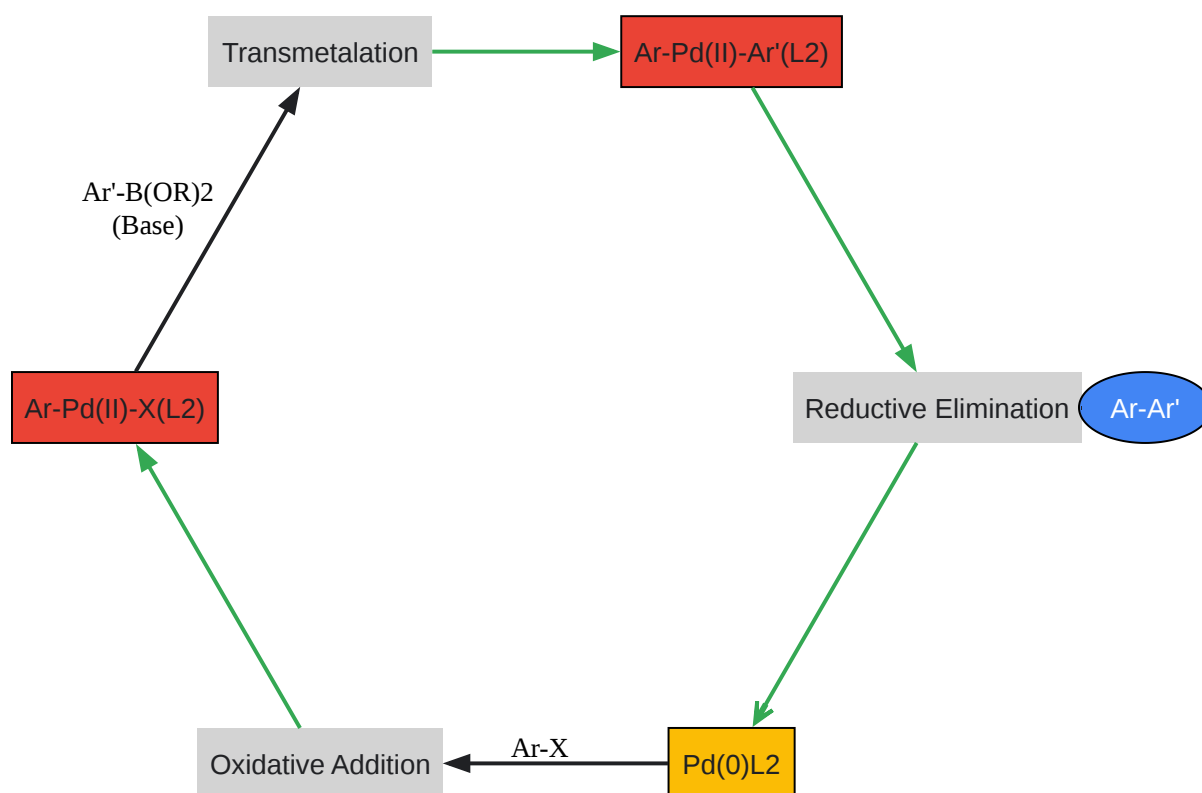 Transmetalation
Ar-Pd(II)-Ar'(L2)
Ar'-B(OR)2
(Base)
Ar-Pd(II)-X(L2)
Reductive Elimination
Ar-Ar'
Oxidative Addition
Ar-X
Pd(0)L2